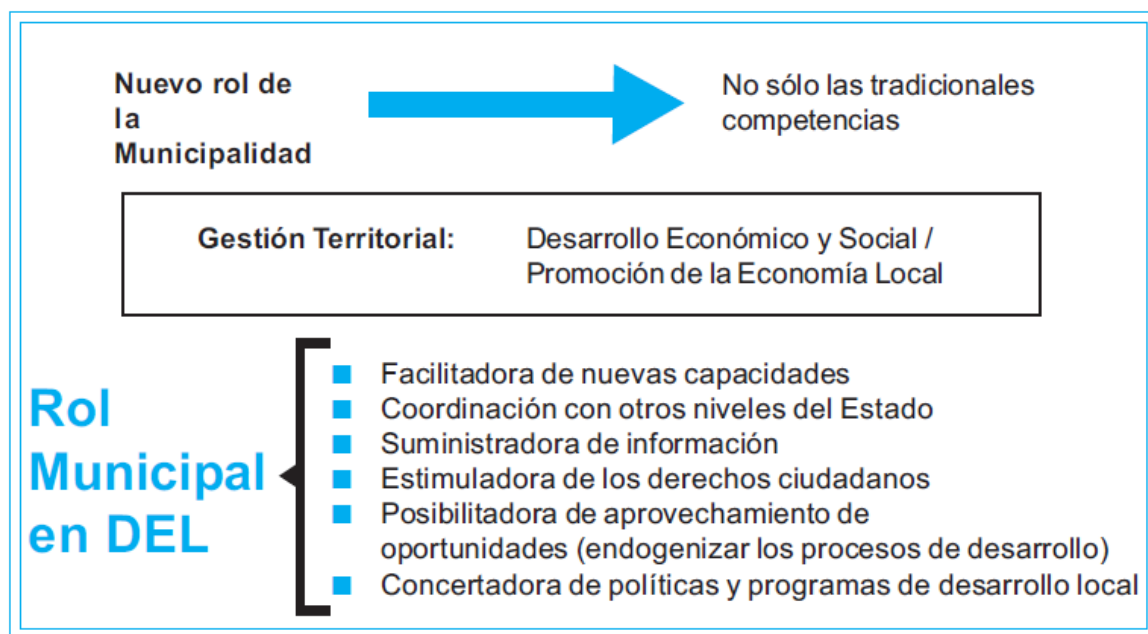 Nuevo rol de
la
Municipalidad
No sólo las tradicionales
competencias
Gestión Territorial:
Desarrollo Económico y Social /
Promoción de la Economía Local
Rol
Municipal
en DEL
Facilitadora de nuevas capacidades
Coordinación con otros niveles del Estado
Suministradora de información
Estimuladora de los derechos ciudadanos
Posibilitadora de aprovechamiento de
oportunidades (endogenizar los procesos de desarrollo)
Concertadora de políticas y programas de desarrollo local